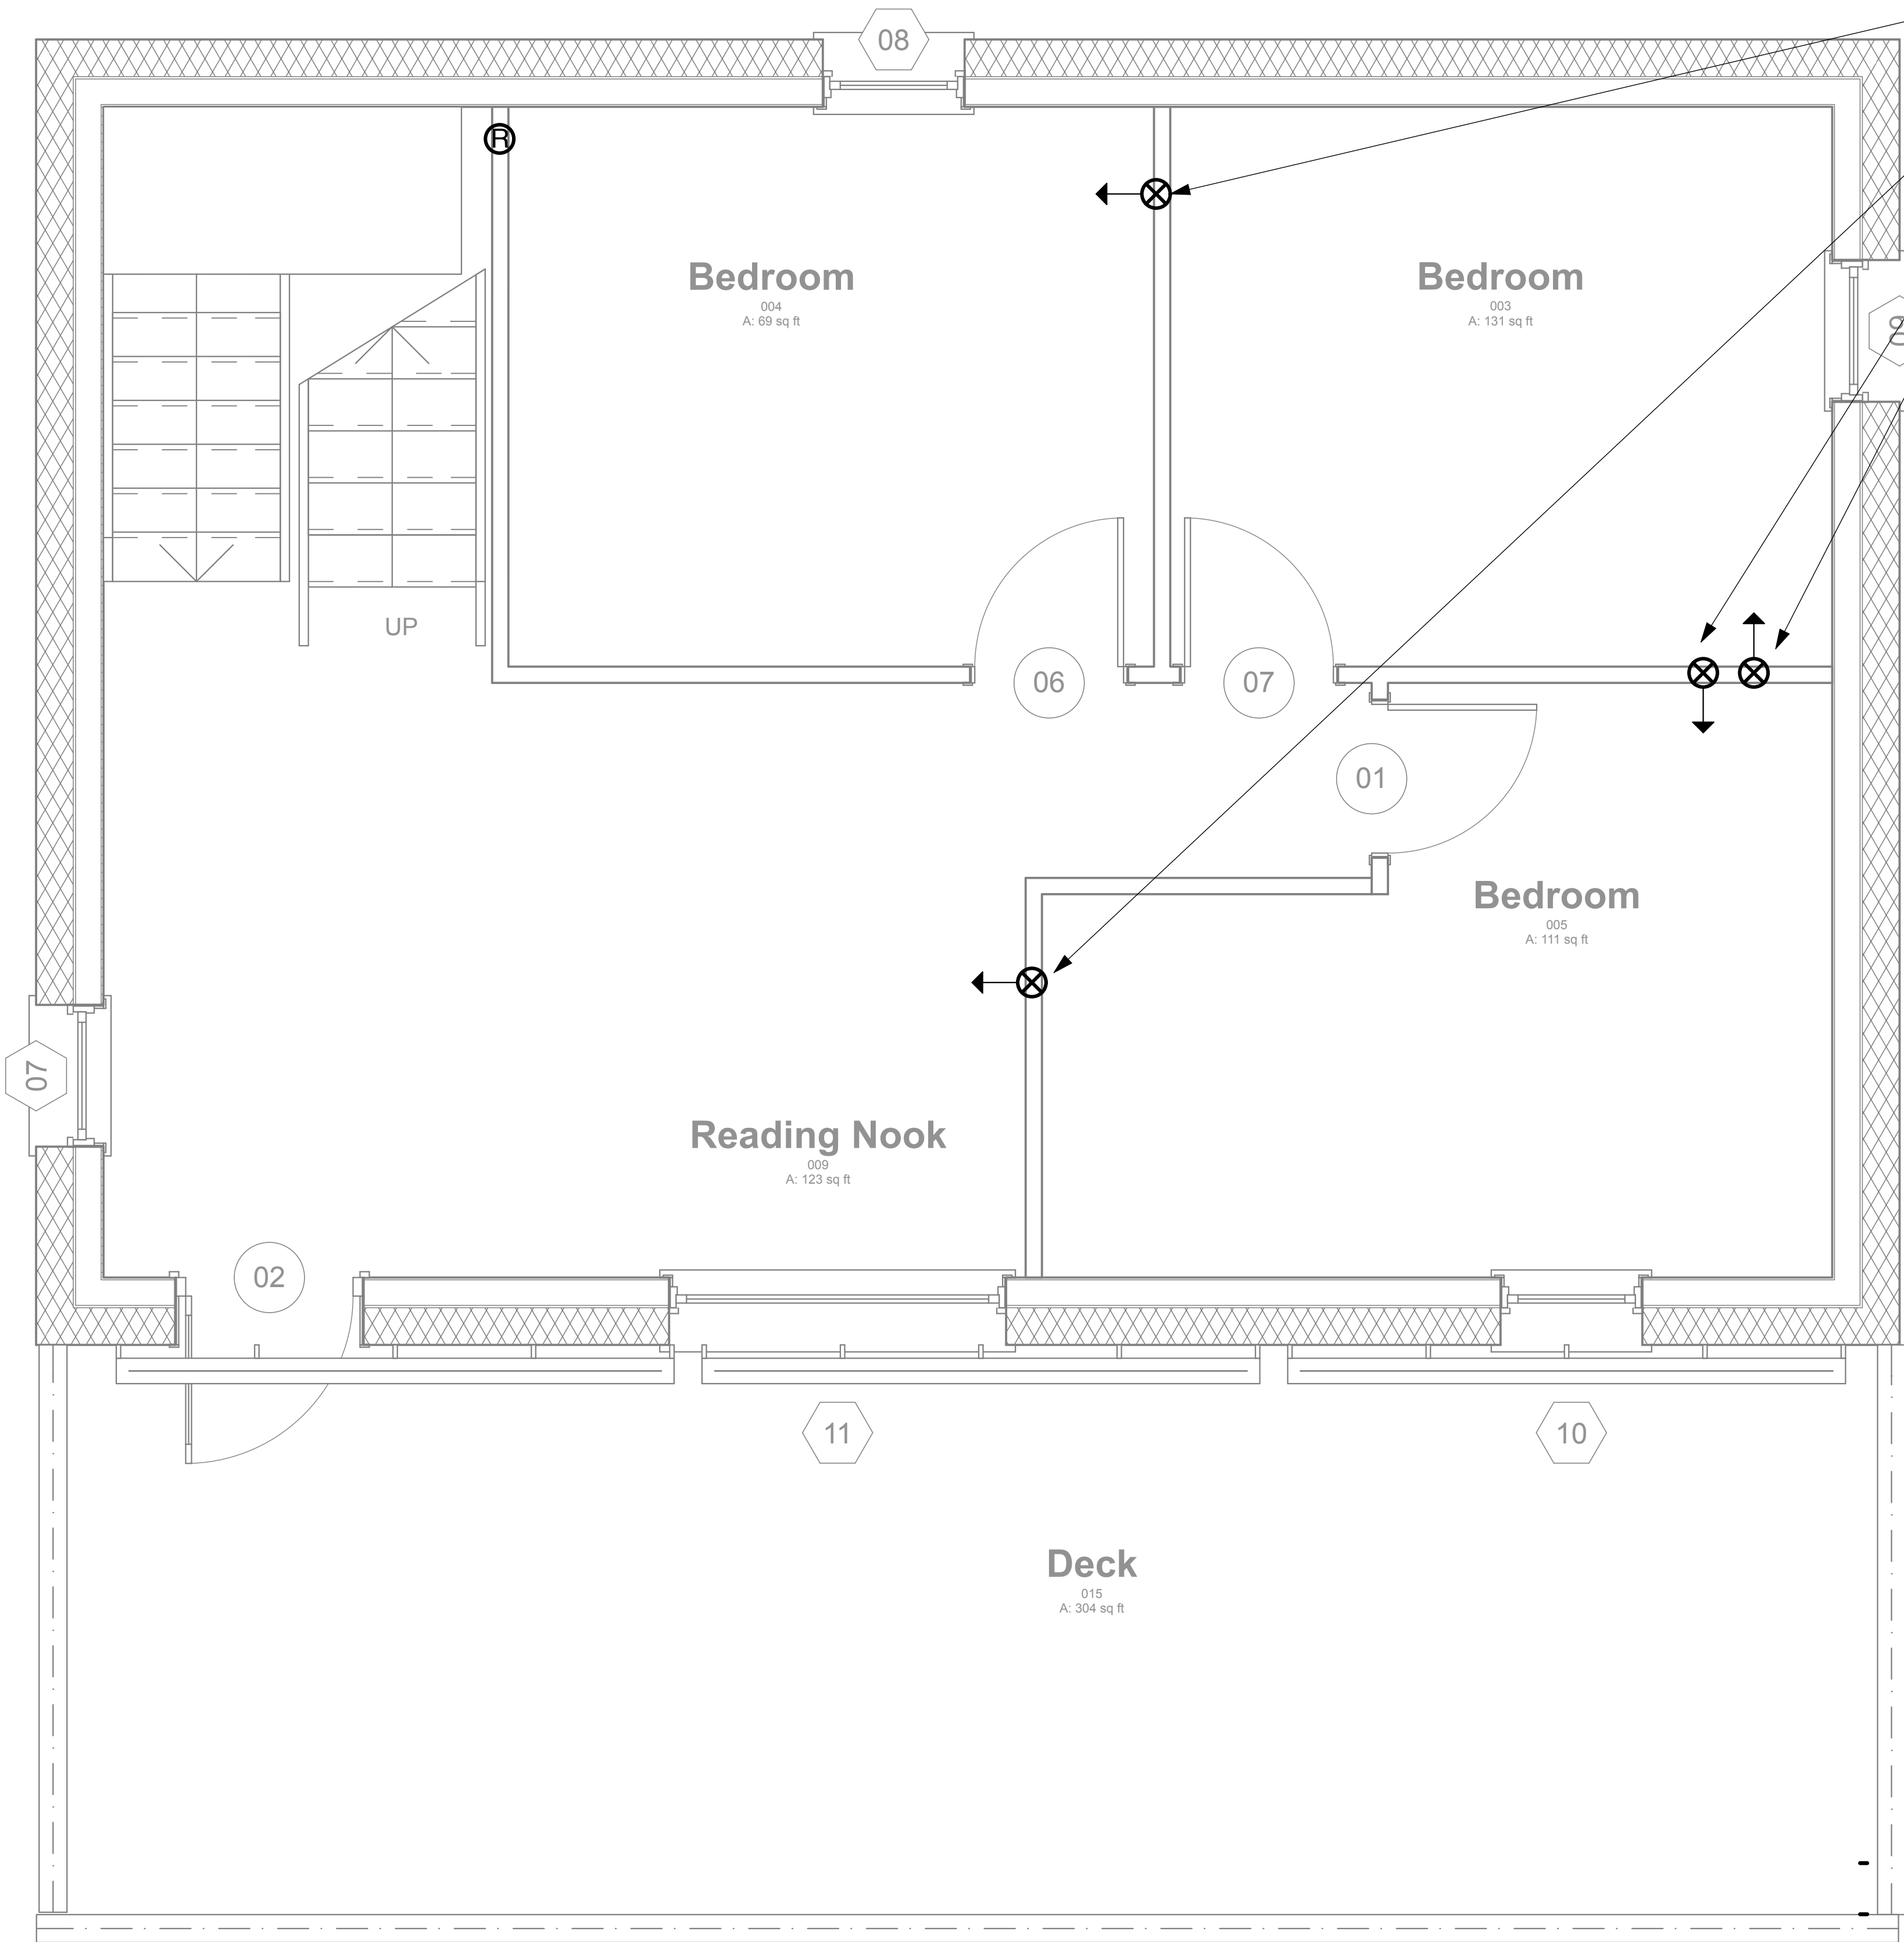 08
R
Bedroom
004
A: 69 sq ft
Bedroom
003
A: 131 sq ft
UP
06
07
01
Bedroom
005
A: 111 sq ft
07
Reading Nook
009
A: 123 sq ft
02
11
10
Deck
015
A: 304 sq ft